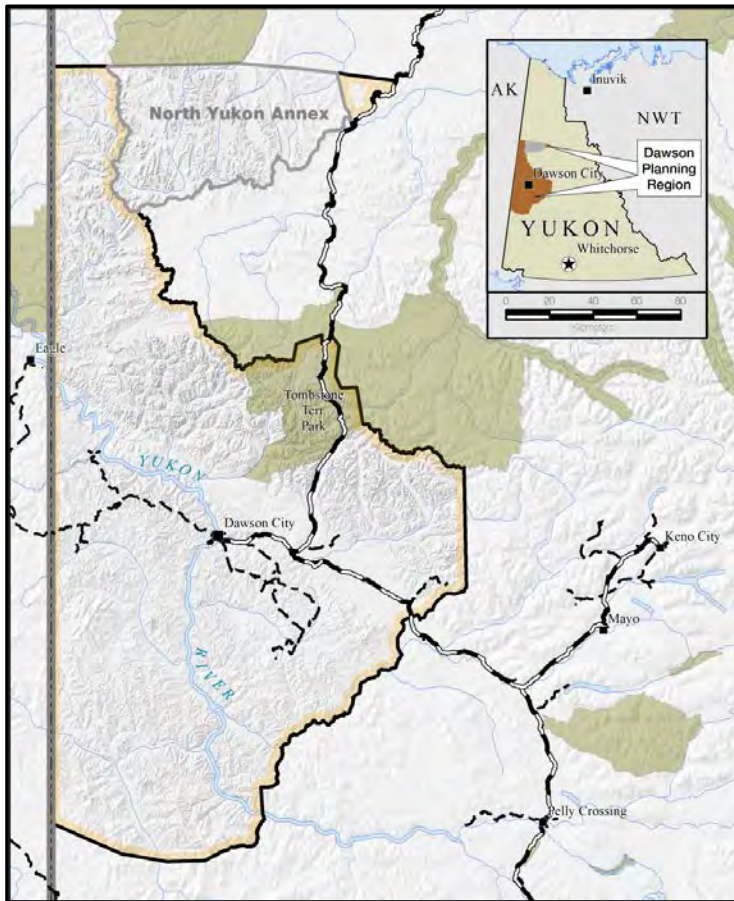 North Yukon Annex
Inuvik
AK
NWT
Dawson
Planning
Region
Dawson City
YUKON
Whitehorse
0 20 40 60 80
Eagle
Tombstone
Terr.
Park
YUKON
Dawson City
Keno City
Mayo
RIVER
Pelly Crossing